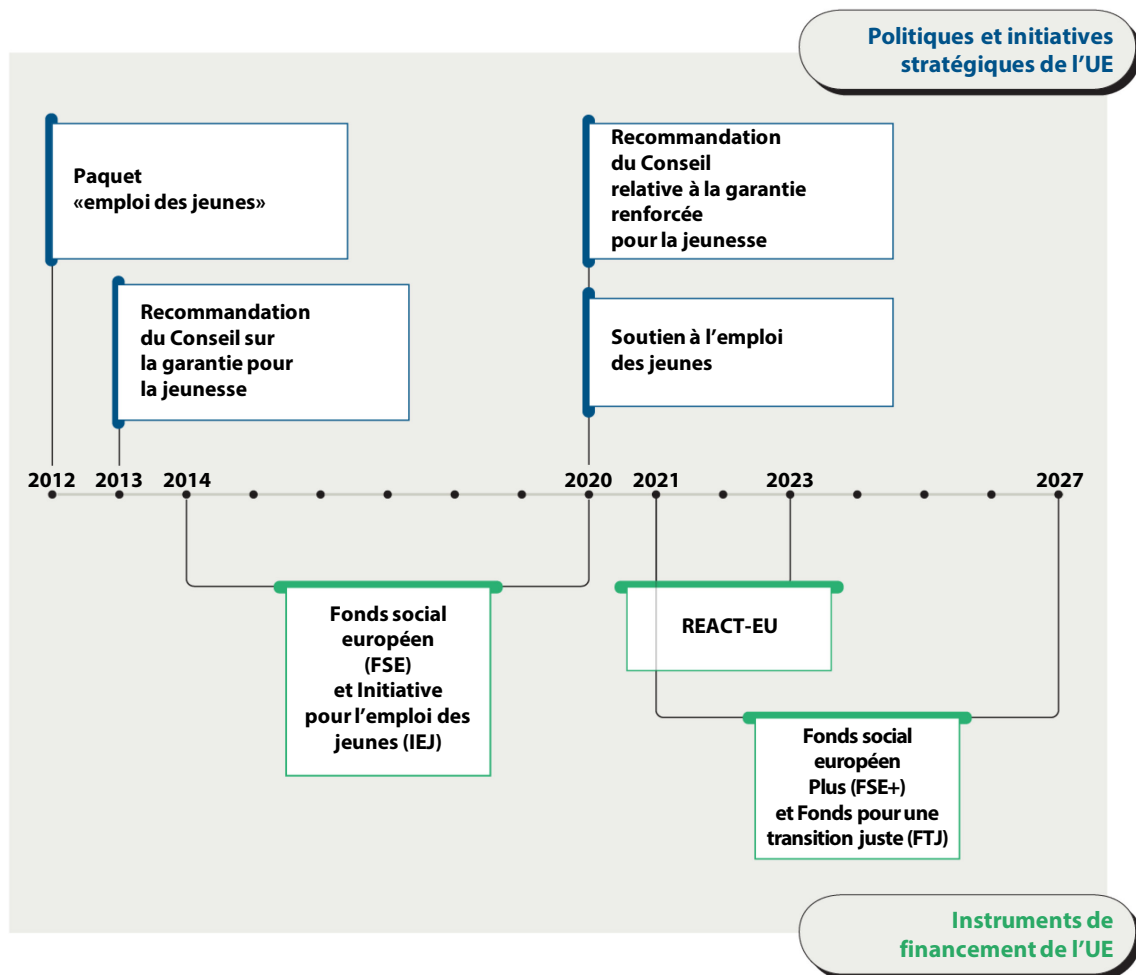 Politiques et initiatives
stratégiques de l’UE
Paquet
«emploi des jeunes»
Recommandation
du Conseil
relative à la garantie
renforcée
pour la jeunesse
Recommandation
du Conseil sur
la garantie pour
la jeunesse
Soutien à l’emploi
des jeunes
2012 2013 2014 2020 2021 2023 2027
Fonds social
européen
(FSE)
et Initiative
pour l’emploi des
jeunes (IEJ)
REACT-EU
Fonds social
européen
Plus (FSE+)
et Fonds pour une
transition juste (FTJ)
Instruments de
financement de l’UE